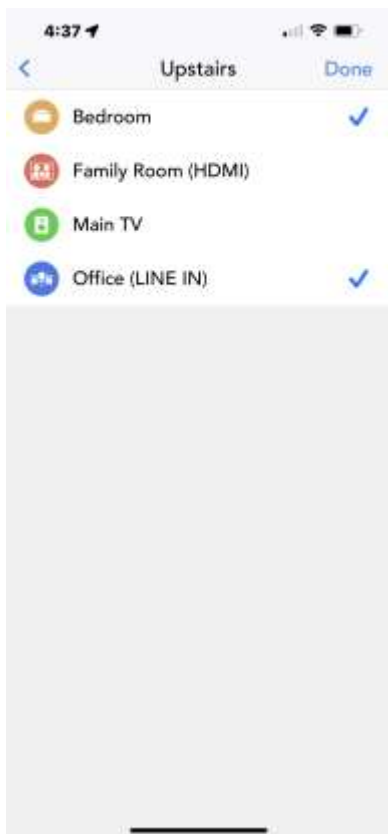 4:37
Upstairs
Done
Bedroom
Family Room (HDMI)
Main TV
Office (LINE IN)